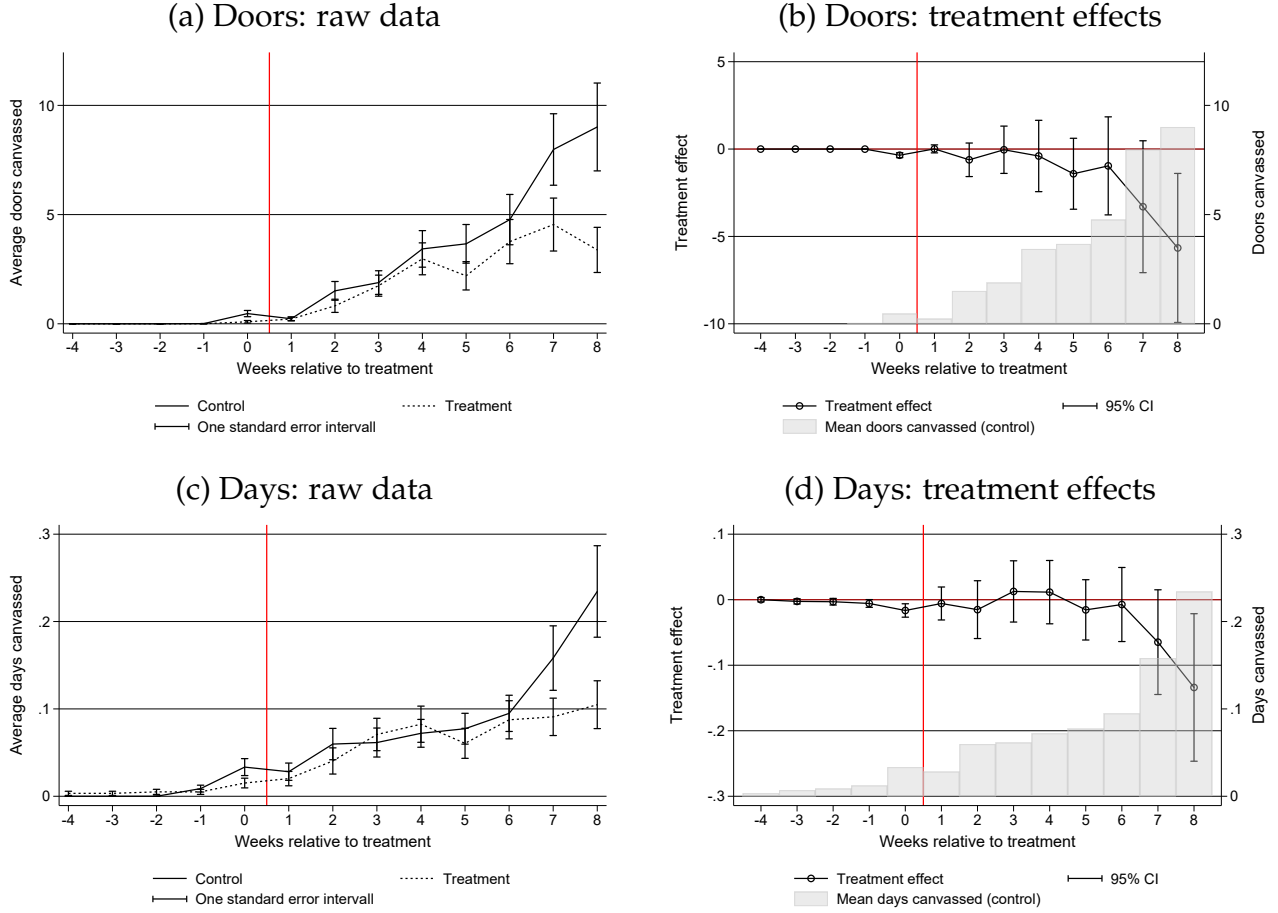 (a) Doors: raw data
Average doors canvassed
10
5
0
-4 -3 -2 -1 0 1 2 3 4 5 6 7 8
Weeks relative to treatment
Control Treatment
One standard error intervall
(b) Doors: treatment effects
Treatment effect
5
0
-5
-10
Doors canvassed
10
5
0
-4 -3 -2 -1 0 1 2 3 4 5 6 7 8
Weeks relative to treatment
Treatment effect 95% CI
Mean doors canvassed (control)
(c) Days: raw data
Average days canvassed
.3
.2
.1
0
-4 -3 -2 -1 0 1 2 3 4 5 6 7 8
Weeks relative to treatment
Control Treatment
One standard error intervall
(d) Days: treatment effects
Treatment effect
.1
0
-.1
-.2
-.3
Days canvassed
.3
.2
.1
0
-4 -3 -2 -1 0 1 2 3 4 5 6 7 8
Weeks relative to treatment
Treatment effect 95% CI
Mean days canvassed (control)